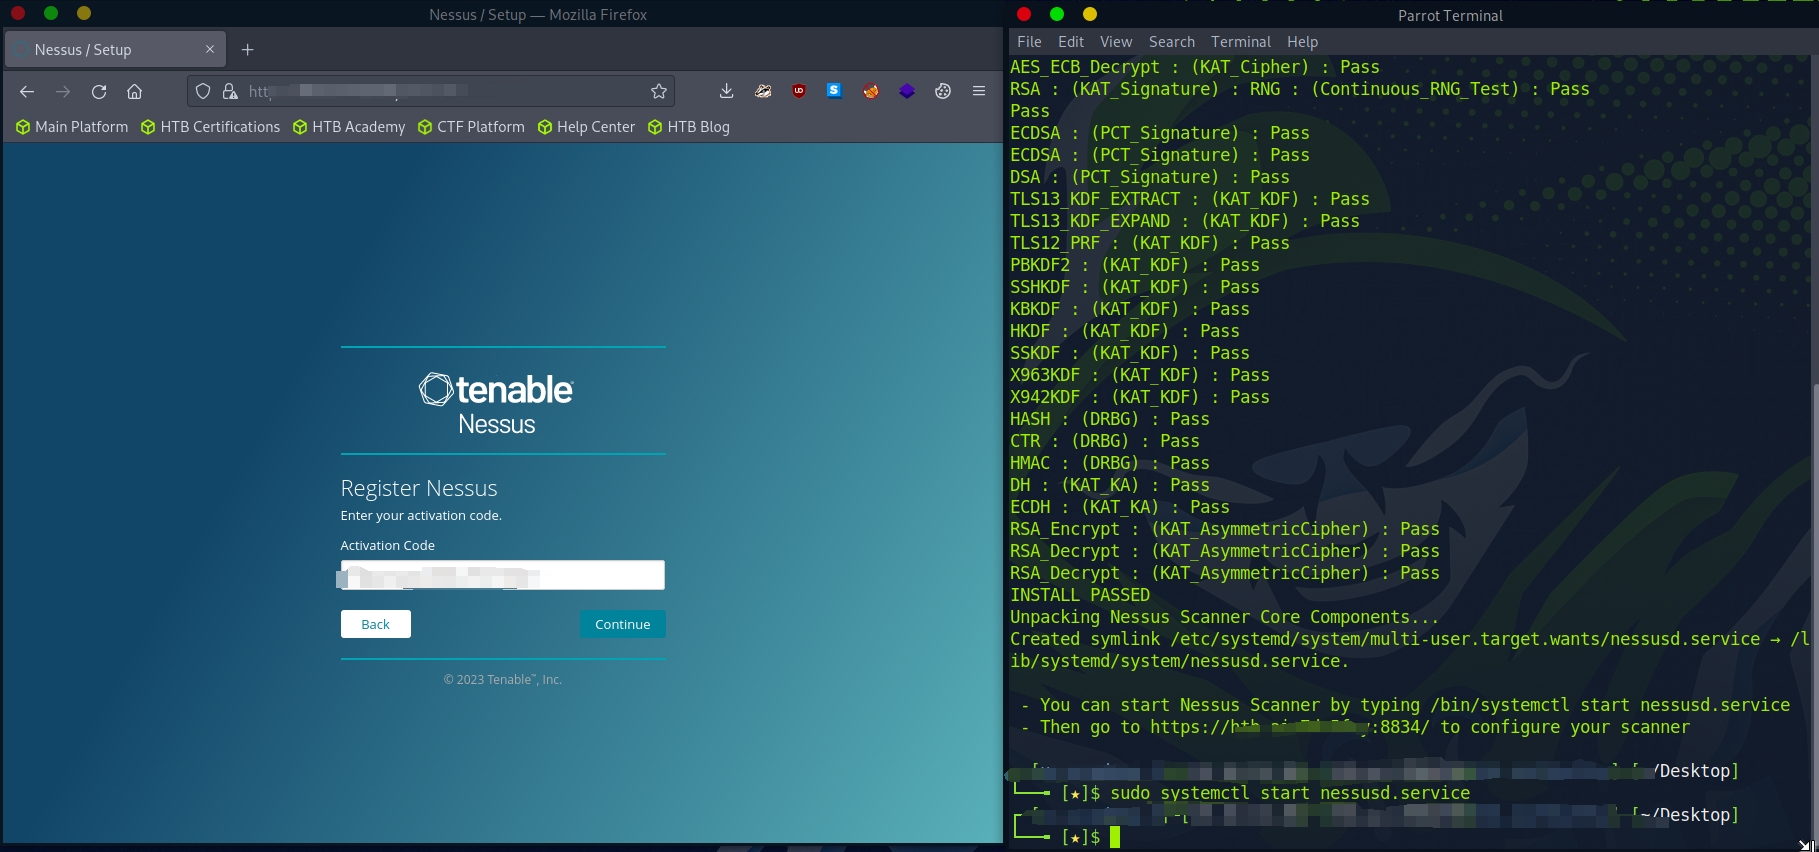 Nessus / Setup — Mozilla Firefox
Nessus / Setup
Main Platform HTB Certifications HTB Academy CTF Platform Help Center HTB Blog
tenable
Nessus
Register Nessus
Enter your activation code.
Activation Code
Back Continue
© 2023 Tenable™, Inc.
Parrot Terminal
File Edit View Search Terminal Help
AES_ECB_Decrypt : (KAT_Cipher) : Pass
RSA : (KAT_Signature) : RNG : (Continuous_RNG_Test) : Pass
Pass
ECDSA : (PCT_Signature) : Pass
ECDSA : (PCT_Signature) : Pass
DSA : (PCT_Signature) : Pass
TLS13_KDF_EXTRACT : (KAT_KDF) : Pass
TLS13_KDF_EXPAND : (KAT_KDF) : Pass
TLS12_PRF : (KAT_KDF) : Pass
PBKDF2 : (KAT_KDF) : Pass
SSHKDF : (KAT_KDF) : Pass
KBKDF : (KAT_KDF) : Pass
HKDF : (KAT_KDF) : Pass
SSKDF : (KAT_KDF) : Pass
X963KDF : (KAT_KDF) : Pass
X942KDF : (KAT_KDF) : Pass
HASH : (DRBG) : Pass
CTR : (DRBG) : Pass
HMAC : (DRBG) : Pass
DH : (KAT_KA) : Pass
ECDH : (KAT_KA) : Pass
RSA_Encrypt : (KAT_AsymmetricCipher) : Pass
RSA_Decrypt : (KAT_AsymmetricCipher) : Pass
RSA_Decrypt : (KAT_AsymmetricCipher) : Pass
INSTALL PASSED
Unpacking Nessus Scanner Core Components...
Created symlink /etc/systemd/system/multi-user.target.wants/nessusd.service → /l
ib/systemd/system/nessusd.service.
- You can start Nessus Scanner by typing /bin/systemctl start nessusd.service
- Then go to https:// :8834/ to configure your scanner
/Desktop]
[★]$ sudo systemctl start nessusd.service
[~/Desktop]
[★]$